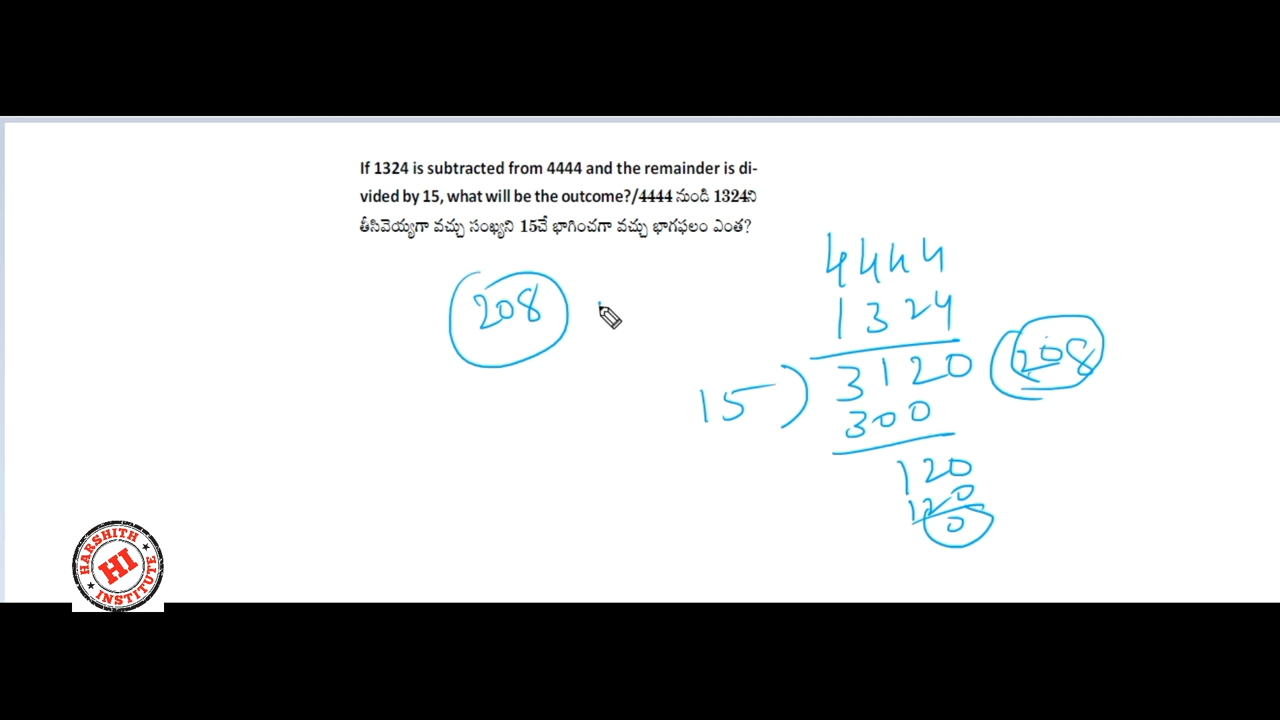 If 1324 is subtracted from 4444 and the remainder is di-
vided by 15, what will be the outcome?/4444 నుండి 1324ని
తీసివెయ్యగా వచ్చు సంఖ్యని 15చే భాగించగా వచ్చు భాగఫలం ఎంత?
4444
208
1324
15) 3120 (208
300
120
120
0
HARSHITH
HI
INSTITUTE